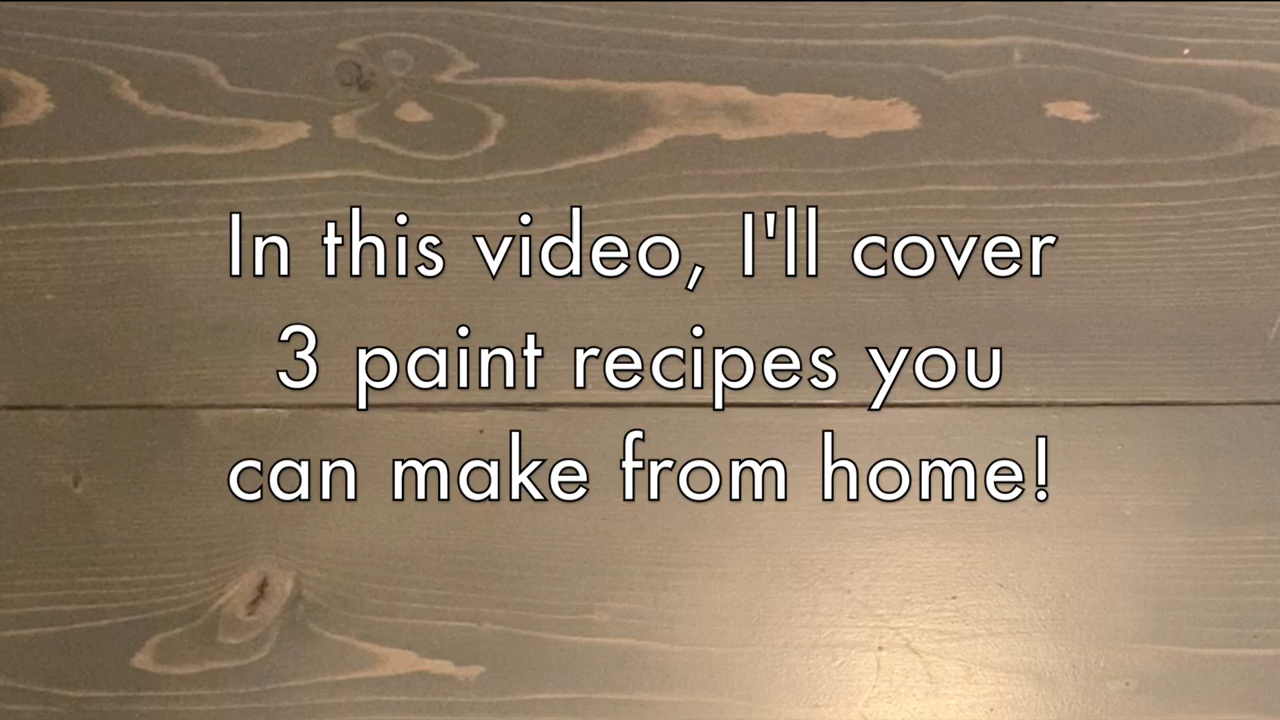 In this video, I'll cover
3 paint recipes you
can make from home!